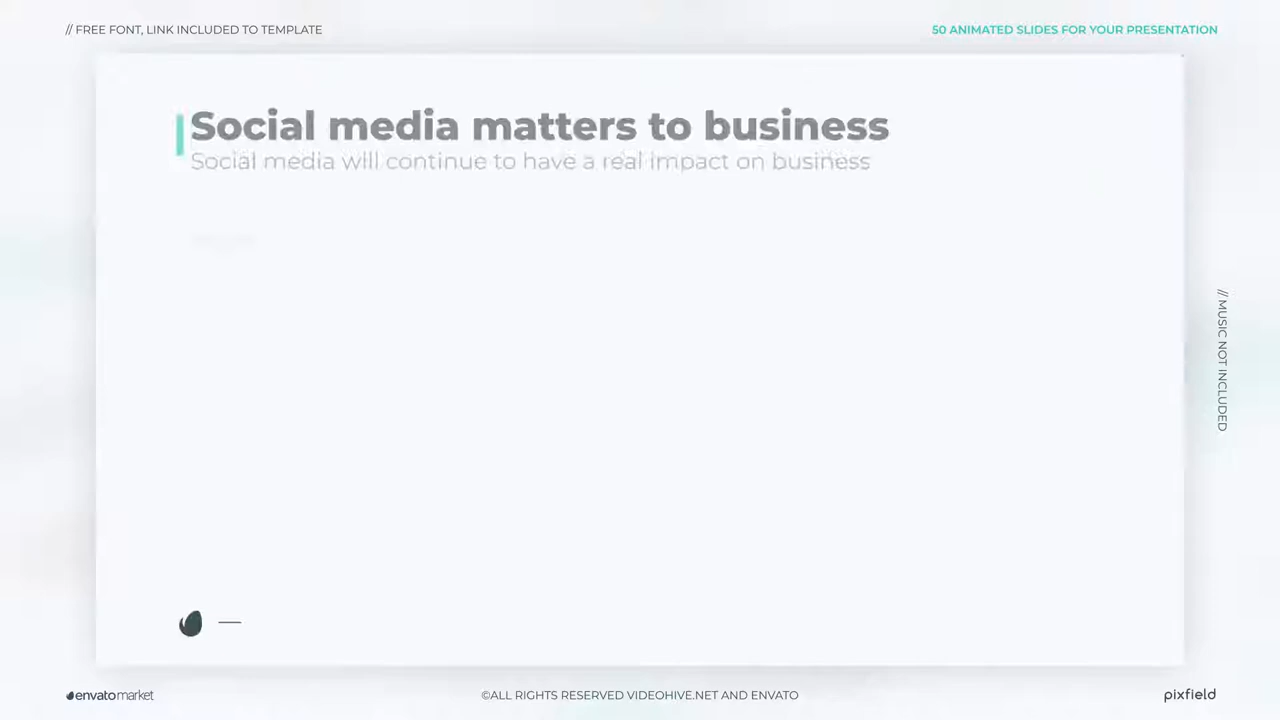 // FREE FONT, LINK INCLUDED TO TEMPLATE
50 ANIMATED SLIDES FOR YOUR PRESENTATION
Social media matters to business
Social media will continue to have a real impact on business
// MUSIC NOT INCLUDED
envatomarket
©ALL RIGHTS RESERVED VIDEOHIVE.NET AND ENVATO
pixfield